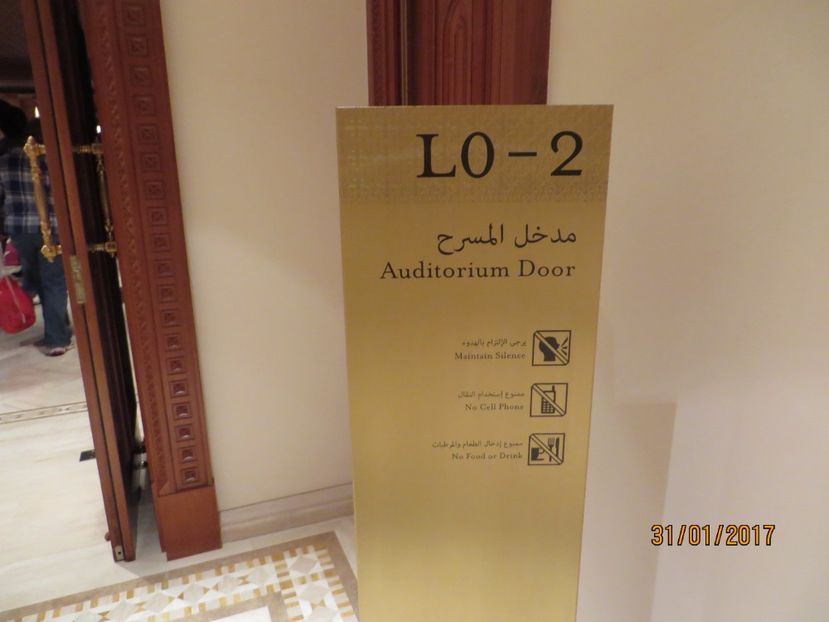 L0-2
مدخل المسرح
Auditorium Door
يرجى الإلتزام بالهدوء
Maintain Silence
ممنوع إستخدام النقال
No Cell Phone
ممنوع إدخال الطعام والمرطبات
No Food or Drink
31/01/2017